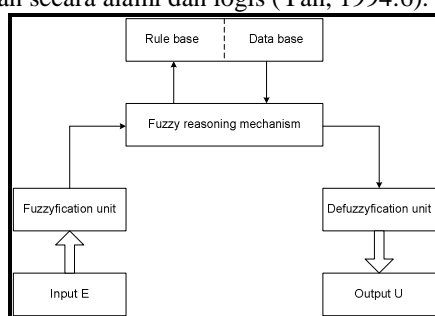 an secara alami dan logis (Yan, 1994:6).
Rule base Data base
Fuzzy reasoning mechanism
Fuzzyfication unit Defuzzyfication unit
Input E Output U